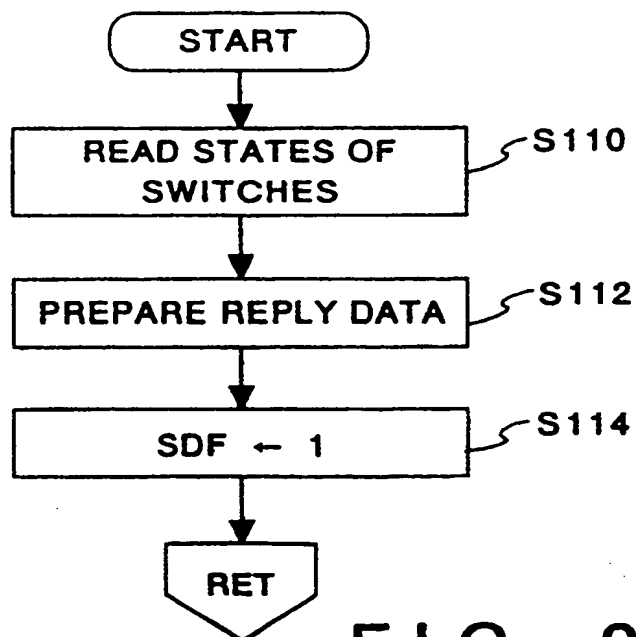 START
READ STATES OF
SWITCHES
S110
PREPARE REPLY DATA
S112
SDF ← 1
S114
RET